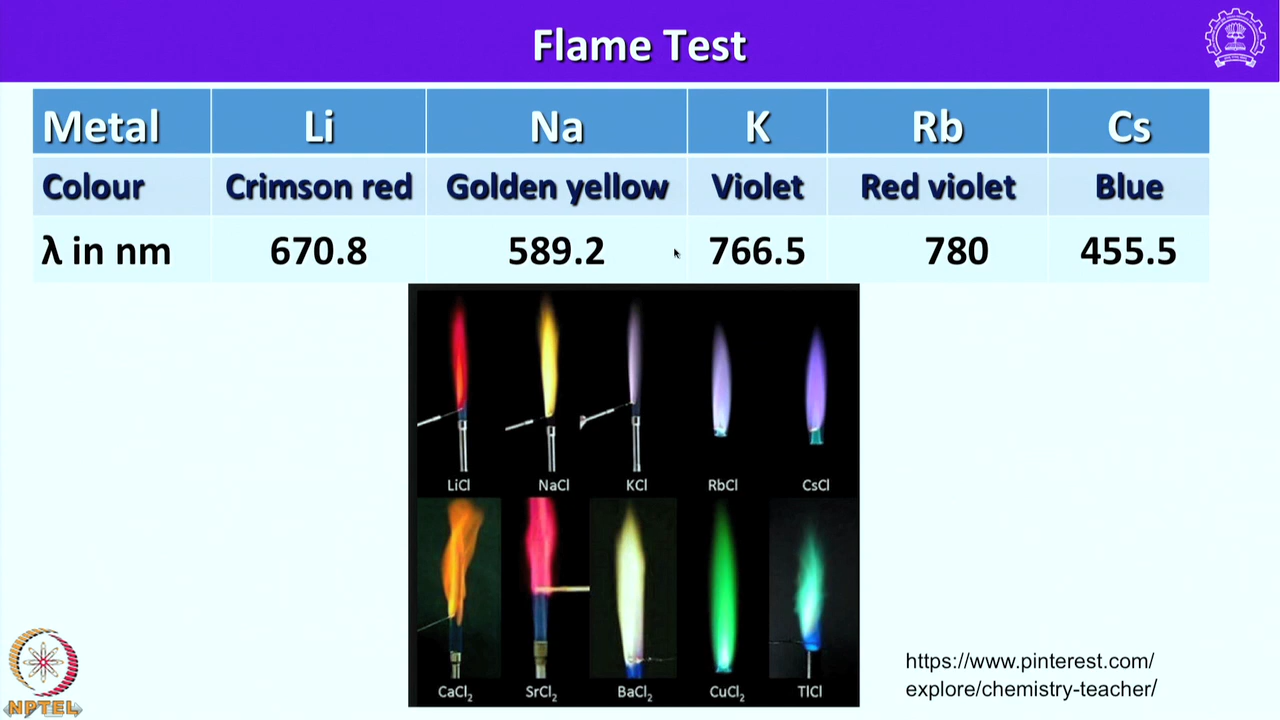 Flame Test
Metal Li Na K Rb Cs
Colour Crimson red Golden yellow Violet Red violet Blue
λ in nm 670.8 589.2 766.5 780 455.5
LiCl NaCl KCl RbCl CsCl
CaCl₂ SrCl₂ BaCl₂ CuCl₂ TlCl
https://www.pinterest.com/
explore/chemistry-teacher/
NPTEL